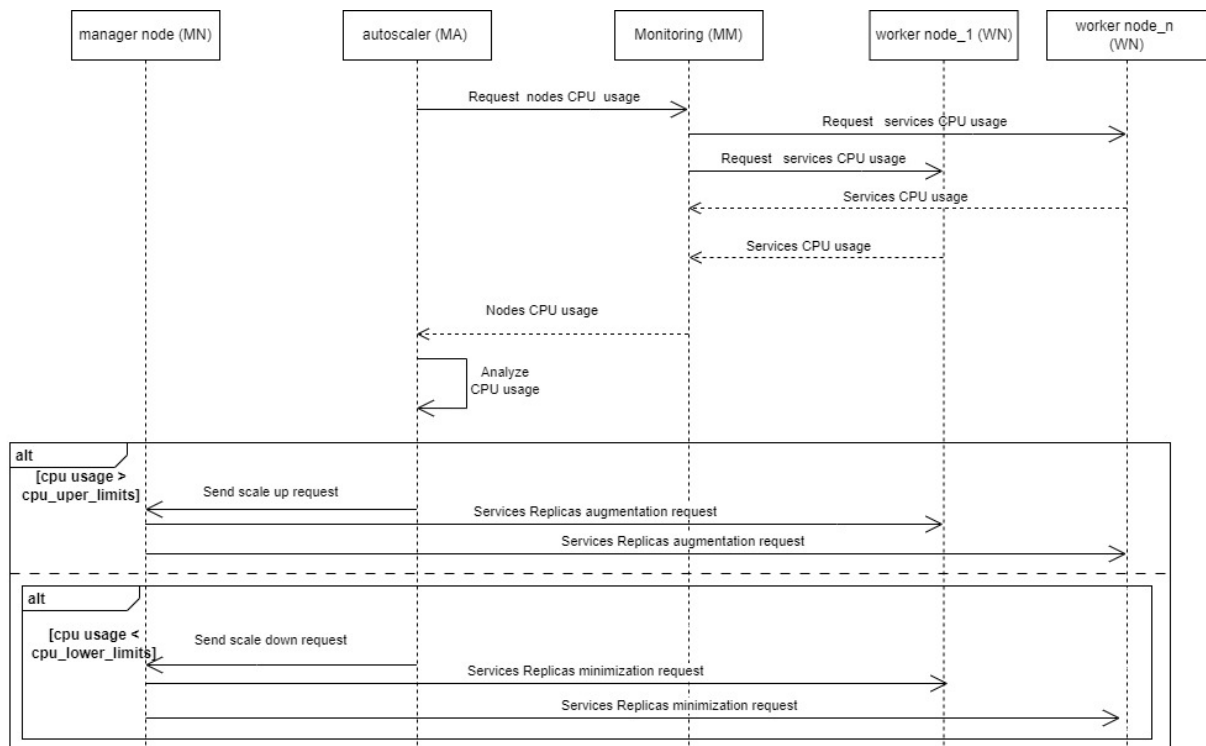 manager node (MN)
autoscaler (MA)
Monitoring (MM)
worker node_1 (WN)
worker node_n
(WN)
Request nodes CPU usage
Request services CPU usage
Request services CPU usage
Services CPU usage
Services CPU usage
Nodes CPU usage
Analyze
CPU usage
alt
[cpu usage >
cpu_uper_limits]
Send scale up request
Services Replicas augmentation request
Services Replicas augmentation request
alt
[cpu usage <
cpu_lower_limits]
Send scale down request
Services Replicas minimization request
Services Replicas minimization request